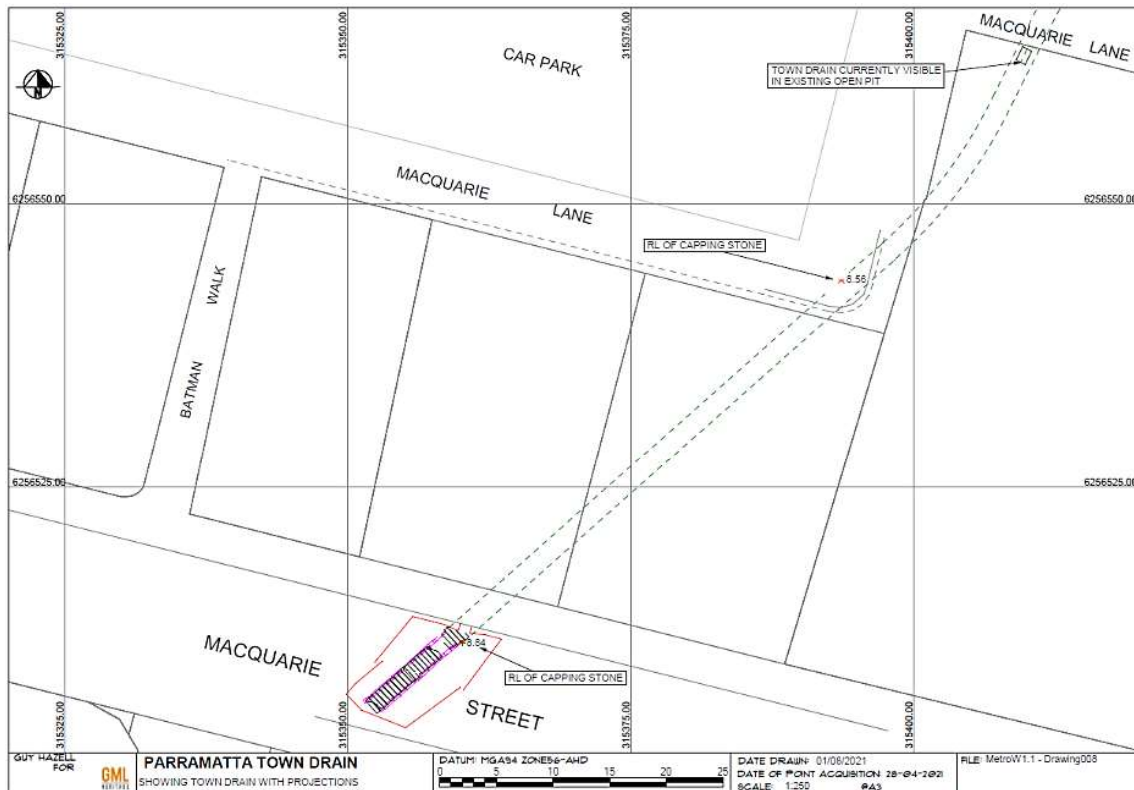 315325.00
315350.00
315375.00
315400.00
MACQUARIE LANE
CAR PARK
TOWN DRAIN CURRENTLY VISIBLE
IN EXISTING OPEN PIT
N
MACQUARIE
LANE
6256550.00
6256550.00
RL OF CAPPING STONE
8.56
WALK
BATMAN
6256525.00
6256525.00
8.84
MACQUARIE
RL OF CAPPING STONE
STREET
315325.00
315350.00
315375.00
315400.00
GUY HAZELL
FOR
GML
HERITAGE
PARRAMATTA TOWN DRAIN
SHOWING TOWN DRAIN WITH PROJECTIONS
DATUM: MGA94 ZONE56-AHD
0 5 10 15 20 25
DATE DRAWN: 01/06/2021
DATE OF POINT ACQUISITION 28-04-2021
SCALE: 1:250 @A3
FILE: MetroW1.1 - Drawing008